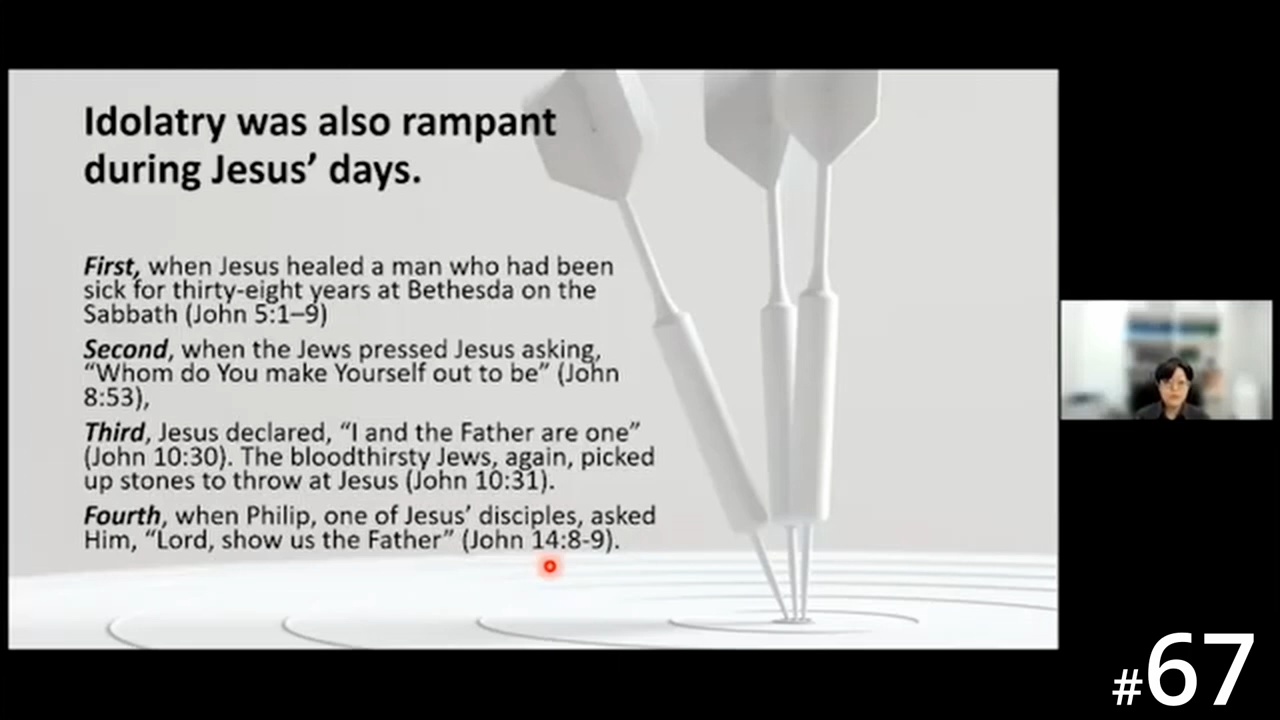 Idolatry was also rampant
during Jesus’ days.
First, when Jesus healed a man who had been
sick for thirty-eight years at Bethesda on the
Sabbath (John 5:1–9)
Second, when the Jews pressed Jesus asking,
“Whom do You make Yourself out to be” (John
8:53),
Third, Jesus declared, “I and the Father are one”
(John 10:30). The bloodthirsty Jews, again, picked
up stones to throw at Jesus (John 10:31).
Fourth, when Philip, one of Jesus’ disciples, asked
Him, “Lord, show us the Father” (John 14:8-9).
#67